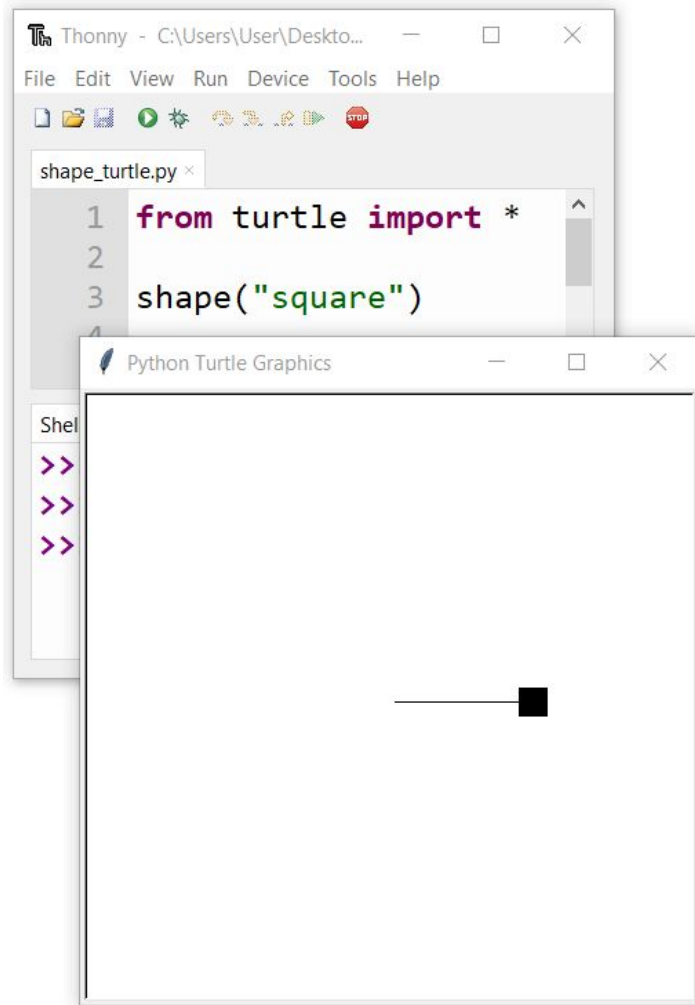 Thonny - C:\Users\User\Deskto...
File Edit View Run Device Tools Help
STOP
shape_turtle.py
1 from turtle import *
2
3 shape("square")
Python Turtle Graphics
Shel
>>
>>
>>